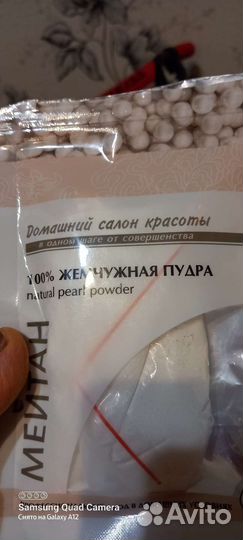 Домашний салон красоты
в одном шаге от совершенства
100% ЖЕМЧУЖНАЯ ПУДРА
natural pearl powder
МЕЙТАН
Samsung Quad Camera
Снято на Galaxy A12
Avito